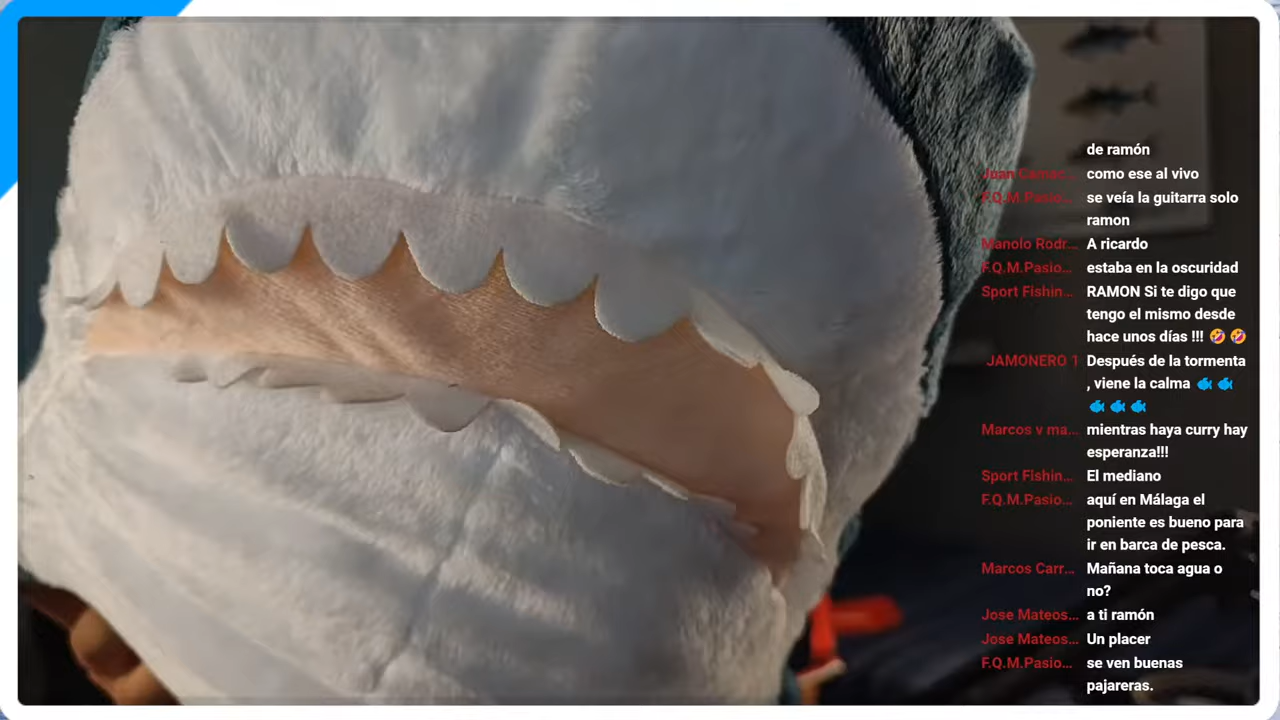 de ramón
Juan Camac... como ese al vivo
F.Q.M.Pasio... se veía la guitarra solo
ramon
Manolo Rodr... A ricardo
F.Q.M.Pasio... estaba en la oscuridad
Sport Fishin... RAMON Si te digo que
tengo el mismo desde
hace unos días !!! 🤣 🤣
JAMONERO 1 Después de la tormenta
, viene la calma 🐟 🐟
🐟 🐟 🐟
Marcos v ma... mientras haya curry hay
esperanza!!!
Sport Fishin... El mediano
F.Q.M.Pasio... aquí en Málaga el
poniente es bueno para
ir en barca de pesca.
Marcos Carr... Mañana toca agua o
no?
Jose Mateos... a ti ramón
Jose Mateos... Un placer
F.Q.M.Pasio... se ven buenas
pajareras.